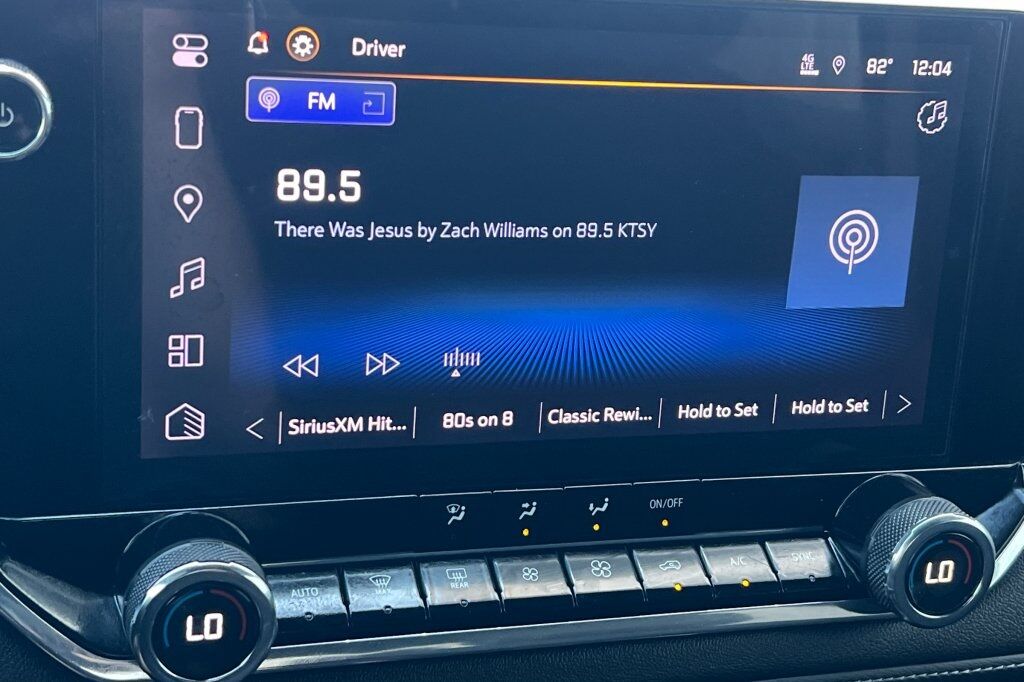 Driver
4G
LTE
82°
12:04
FM
89.5
There Was Jesus by Zach Williams on 89.5 KTSY
SiriusXM Hit...
80s on 8
Classic Rewi...
Hold to Set
Hold to Set
ON/OFF
AUTO
MAX
REAR
A/C
SYNC
LO
LO